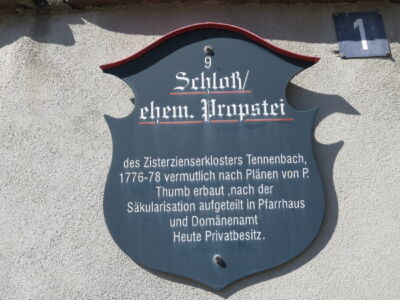 9
Schloß/
ehem. Propstei
des Zisterzienserklosters Tennenbach,
1776-78 vermutlich nach Plänen von P.
Thumb erbaut ,nach der
Säkularisation aufgeteilt in Pfarrhaus
und Domänenamt
Heute Privatbesitz.
1